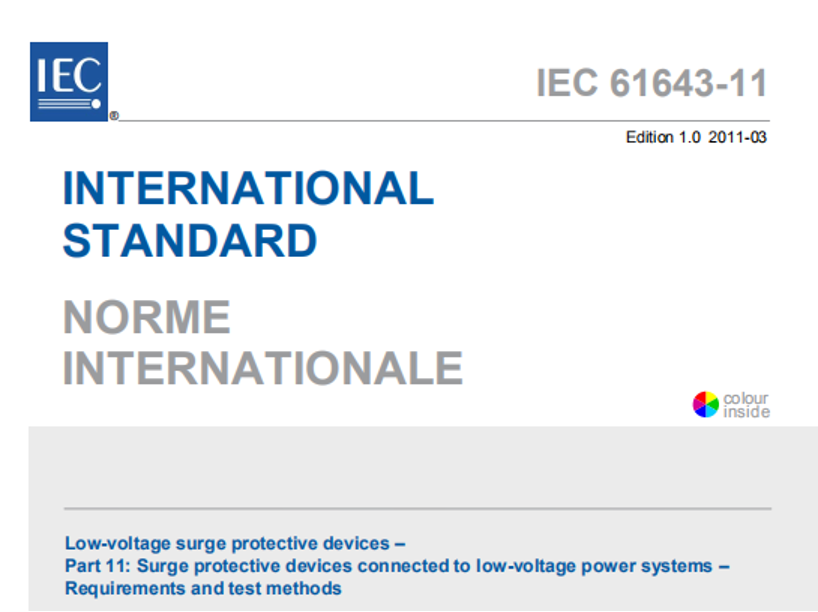 IEC
®
IEC 61643-11
Edition 1.0 2011-03
INTERNATIONAL
STANDARD
NORME
INTERNATIONALE
colour
inside
Low-voltage surge protective devices –
Part 11: Surge protective devices connected to low-voltage power systems –
Requirements and test methods